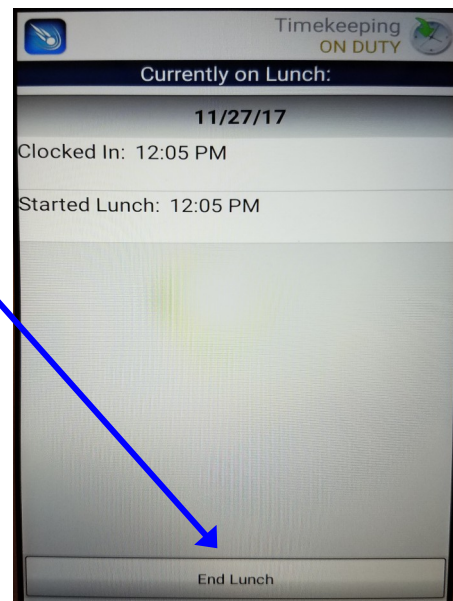 Timekeeping
ON DUTY
Currently on Lunch:
11/27/17
Clocked In: 12:05 PM
Started Lunch: 12:05 PM
End Lunch